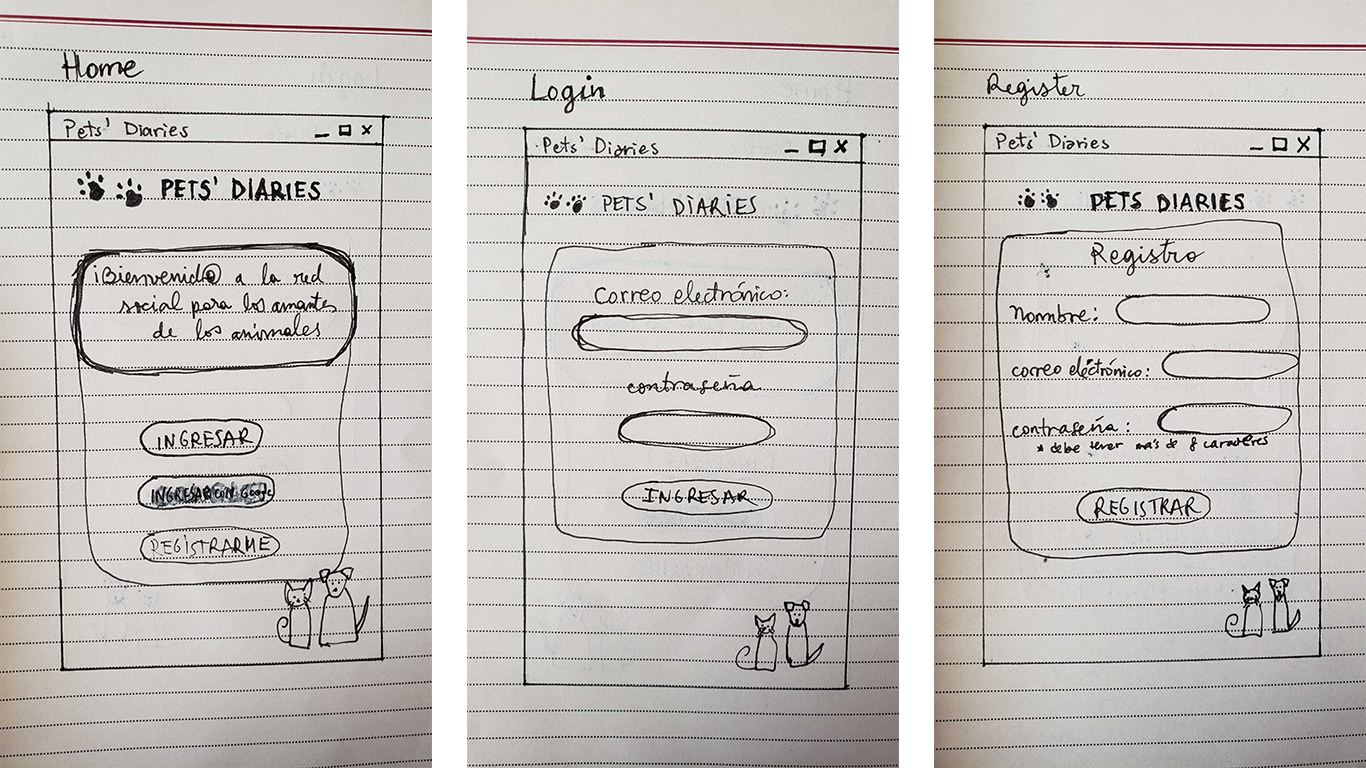 Home
Pets' Diaries
PETS' DIARIES
¡Bienvenid@ a la red
social para los amantes
de los animales
INGRESAR
INGRESAR CON Google
REGISTRARME
Login
Pets' Diaries
PETS' DIARIES
Correo electrónico:
contraseña
INGRESAR
Register
Pets' Diaries
PETS DIARIES
Registro
Nombre:
correo electrónico:
contraseña:
* debe tener más de 8 caracteres
REGISTRAR